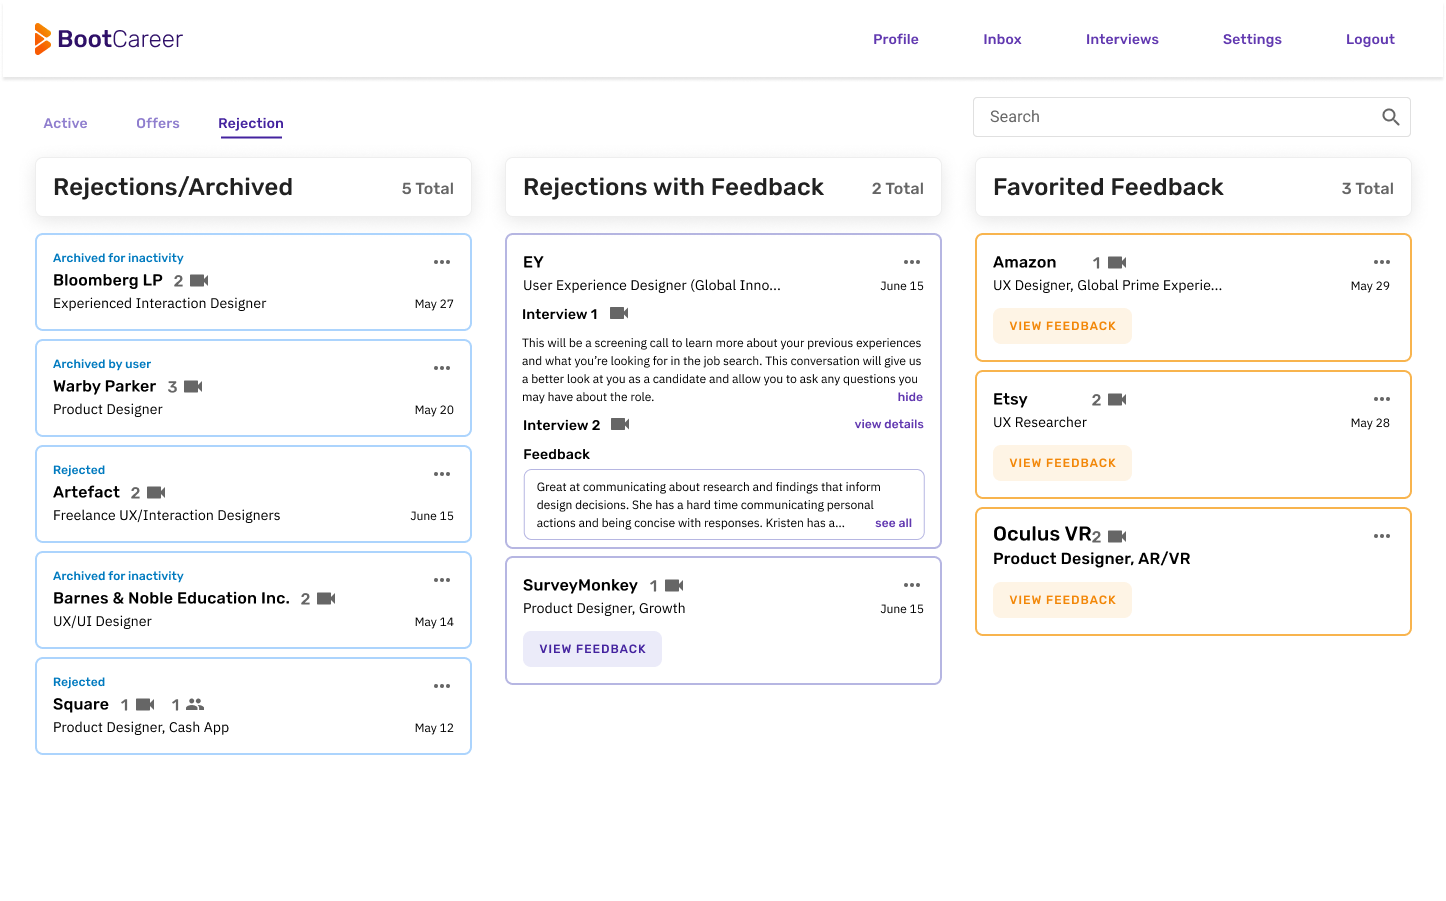 BootCareer
Profile
Inbox
Interviews
Settings
Logout
Active
Offers
Rejection
Search
Rejections/Archived
5 Total
Archived for inactivity
Bloomberg LP 2
Experienced Interaction Designer
May 27
Archived by user
Warby Parker 3
Product Designer
May 20
Rejected
Artefact 2
Freelance UX/Interaction Designers
June 15
Archived for inactivity
Barnes & Noble Education Inc. 2
UX/UI Designer
May 14
Rejected
Square 1 1
Product Designer, Cash App
May 12
Rejections with Feedback
2 Total
EY
User Experience Designer (Global Inno...
June 15
Interview 1
This will be a screening call to learn more about your previous experiences
and what you’re looking for in the job search. This conversation will give us
a better look at you as a candidate and allow you to ask any questions you
may have about the role.
hide
Interview 2
view details
Feedback
Great at communicating about research and findings that inform
design decisions. She has a hard time communicating personal
actions and being concise with responses. Kristen has a...
see all
SurveyMonkey 1
Product Designer, Growth
June 15
VIEW FEEDBACK
Favorited Feedback
3 Total
Amazon 1
UX Designer, Global Prime Experie...
May 29
VIEW FEEDBACK
Etsy 2
UX Researcher
May 28
VIEW FEEDBACK
Oculus VR 2
Product Designer, AR/VR
VIEW FEEDBACK